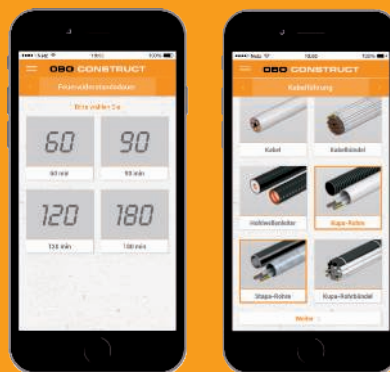 OBO CONSTRUCT
Feuerwiderstandsdauer
Bitte wählen Sie
60
90
60 min
90 min
120
180
120 min
180 min
100%
OBO CONSTRUCT
Kabelführung
Kabel
Kabelbündel
Hohlwellenleiter
Kupa-Rohre
Stapa-Rohre
Kupa-Rohrbündel
Weiter